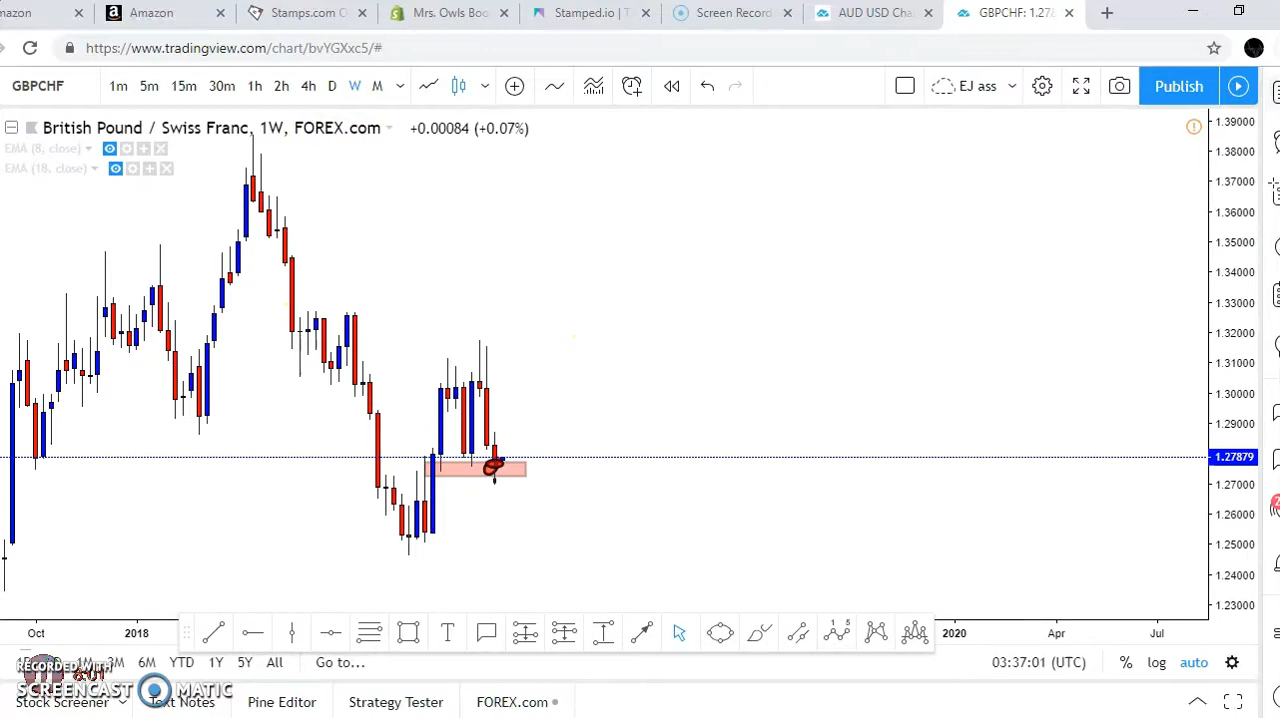 amazon Amazon Stamps.com O Mrs. Owls Boo Stamped.io | T Screen Record AUD USD Cha GBPCHF: 1.278
https://www.tradingview.com/chart/bvYGXxc5/#
GBPCHF 1m 5m 15m 30m 1h 2h 4h D W M EJ ass Publish
British Pound / Swiss Franc, 1W, FOREX.com +0.00084 (+0.07%)
EMA (8, close)
EMA (18, close)
1.39000
1.38000
1.37000
1.36000
1.35000
1.34000
1.33000
1.32000
1.31000
1.30000
1.29000
1.27879
1.27000
1.26000
1.25000
1.24000
1.23000
Oct 2018 T 1 5 2020 Apr Jul
1M 3M 6M YTD 1Y 5Y All Go to... 03:37:01 (UTC) % log auto
RECORDED WITH
SCREENCAST MATIC
Stock Screener Text Notes Pine Editor Strategy Tester FOREX.com